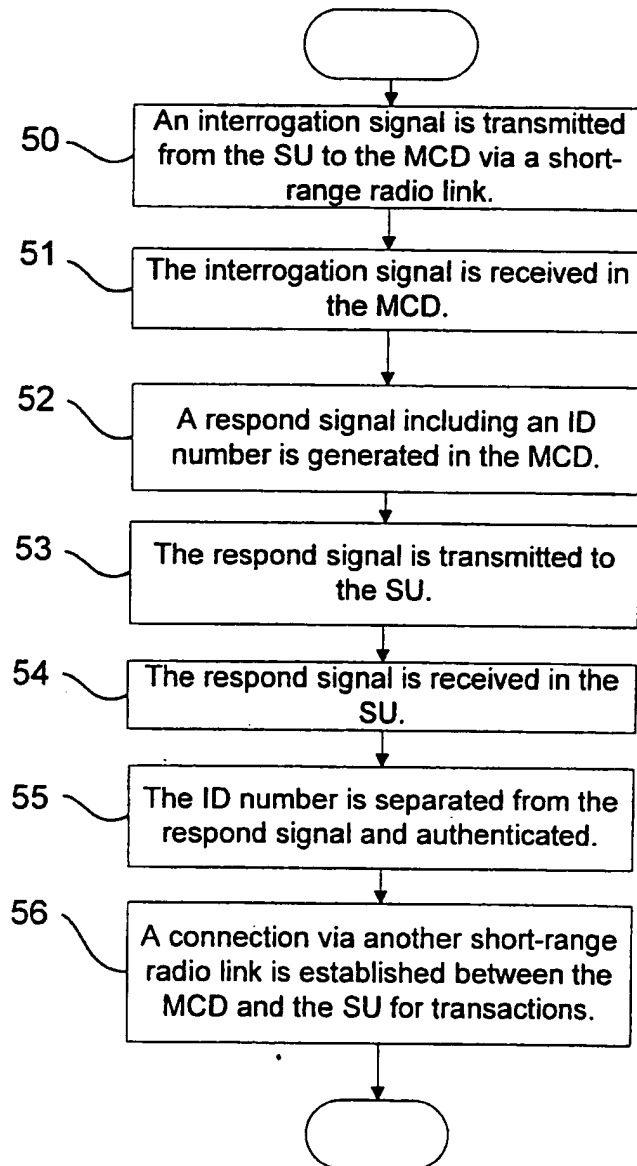 50
An interrogation signal is transmitted
from the SU to the MCD via a short-
range radio link.
51
The interrogation signal is received in
the MCD.
52
A respond signal including an ID
number is generated in the MCD.
53
The respond signal is transmitted to
the SU.
54
The respond signal is received in the
SU.
55
The ID number is separated from the
respond signal and authenticated.
56
A connection via another short-range
radio link is established between the
MCD and the SU for transactions.